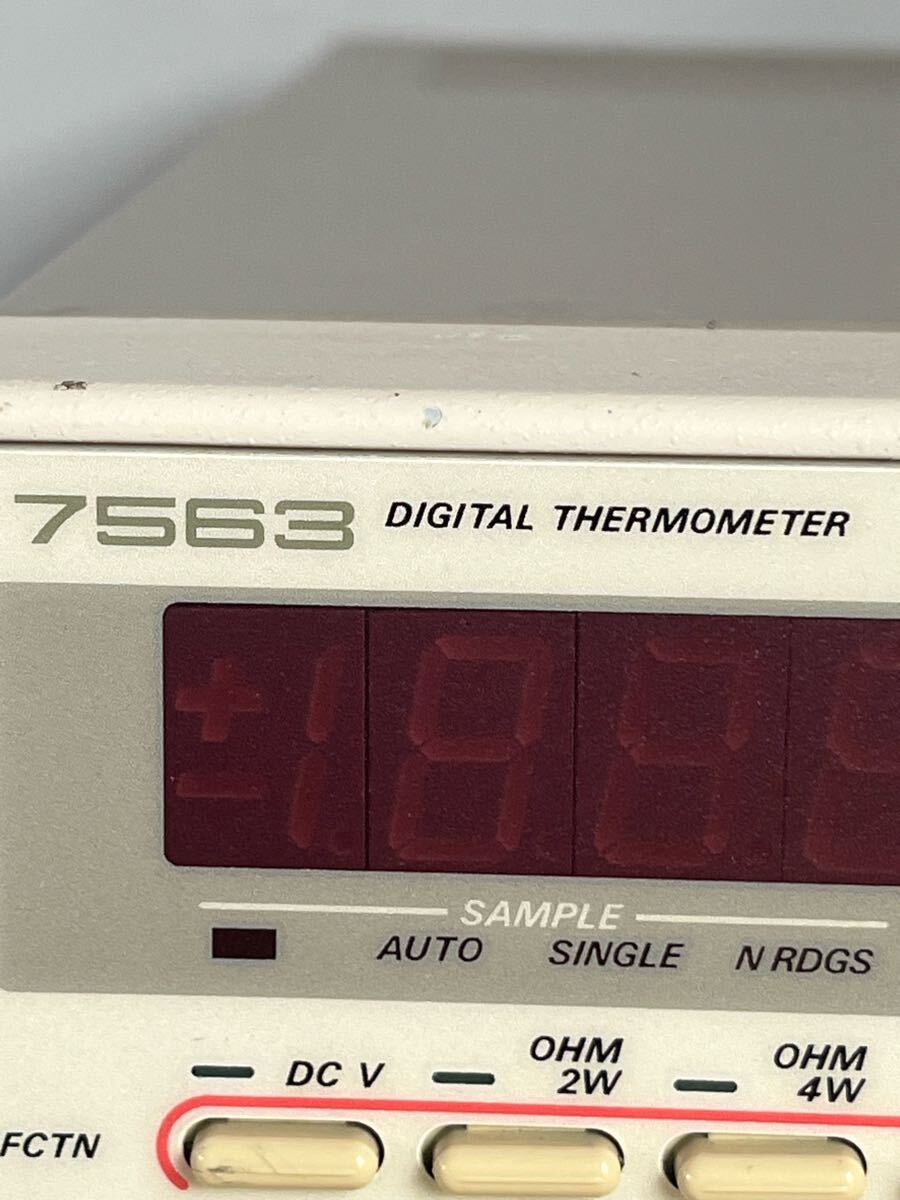 7563 DIGITAL THERMOMETER
SAMPLE
AUTO SINGLE N RDGS
DC V OHM 2W OHM 4W
FCTN